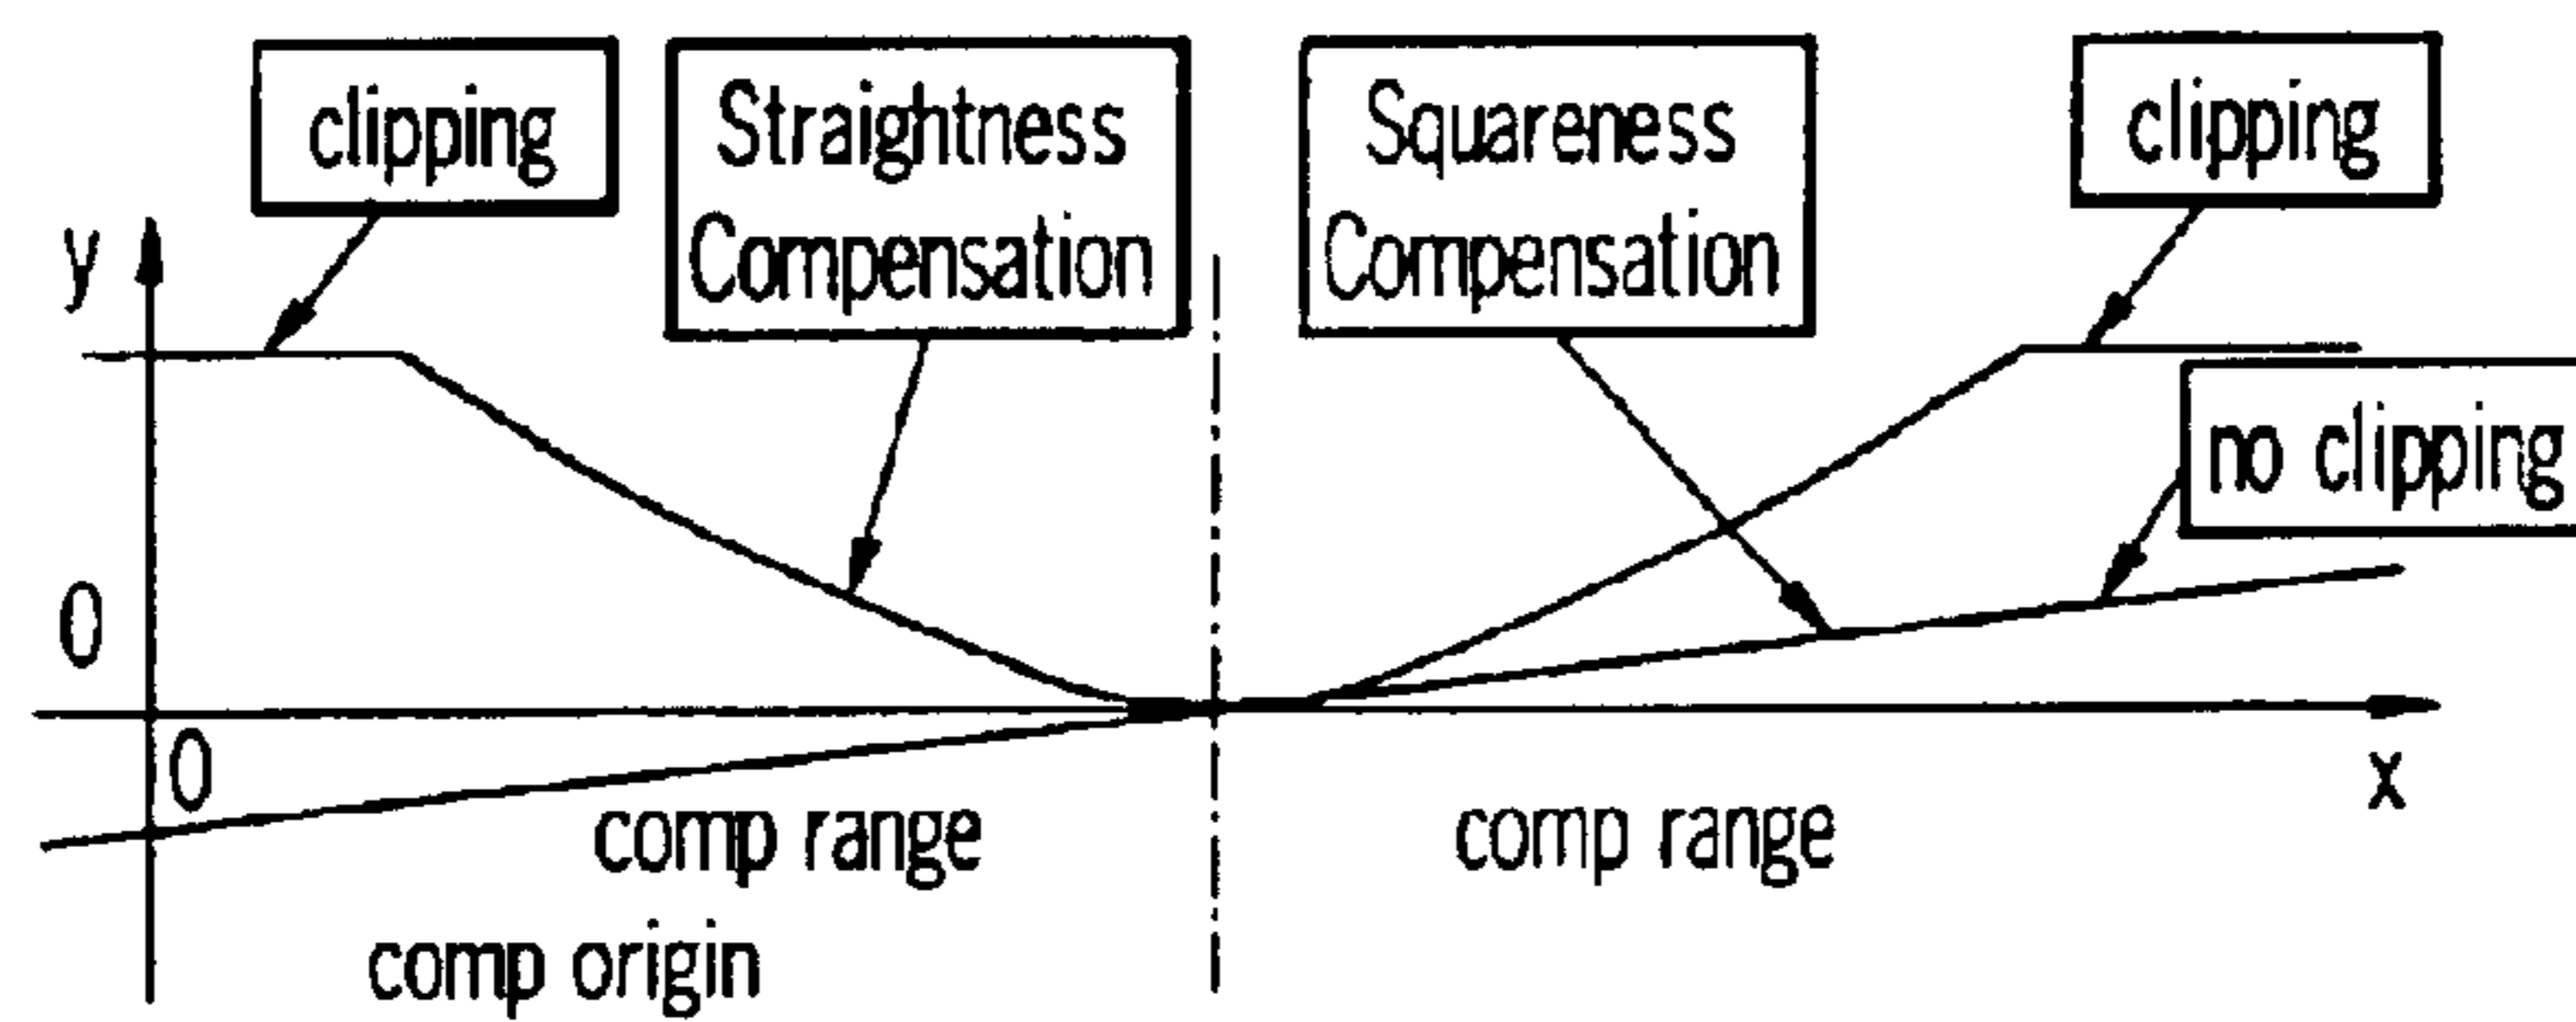 clipping
Straightness
Compensation
Squareness
Compensation
clipping
y
no clipping
0
0
x
comp range
comp range
comp origin